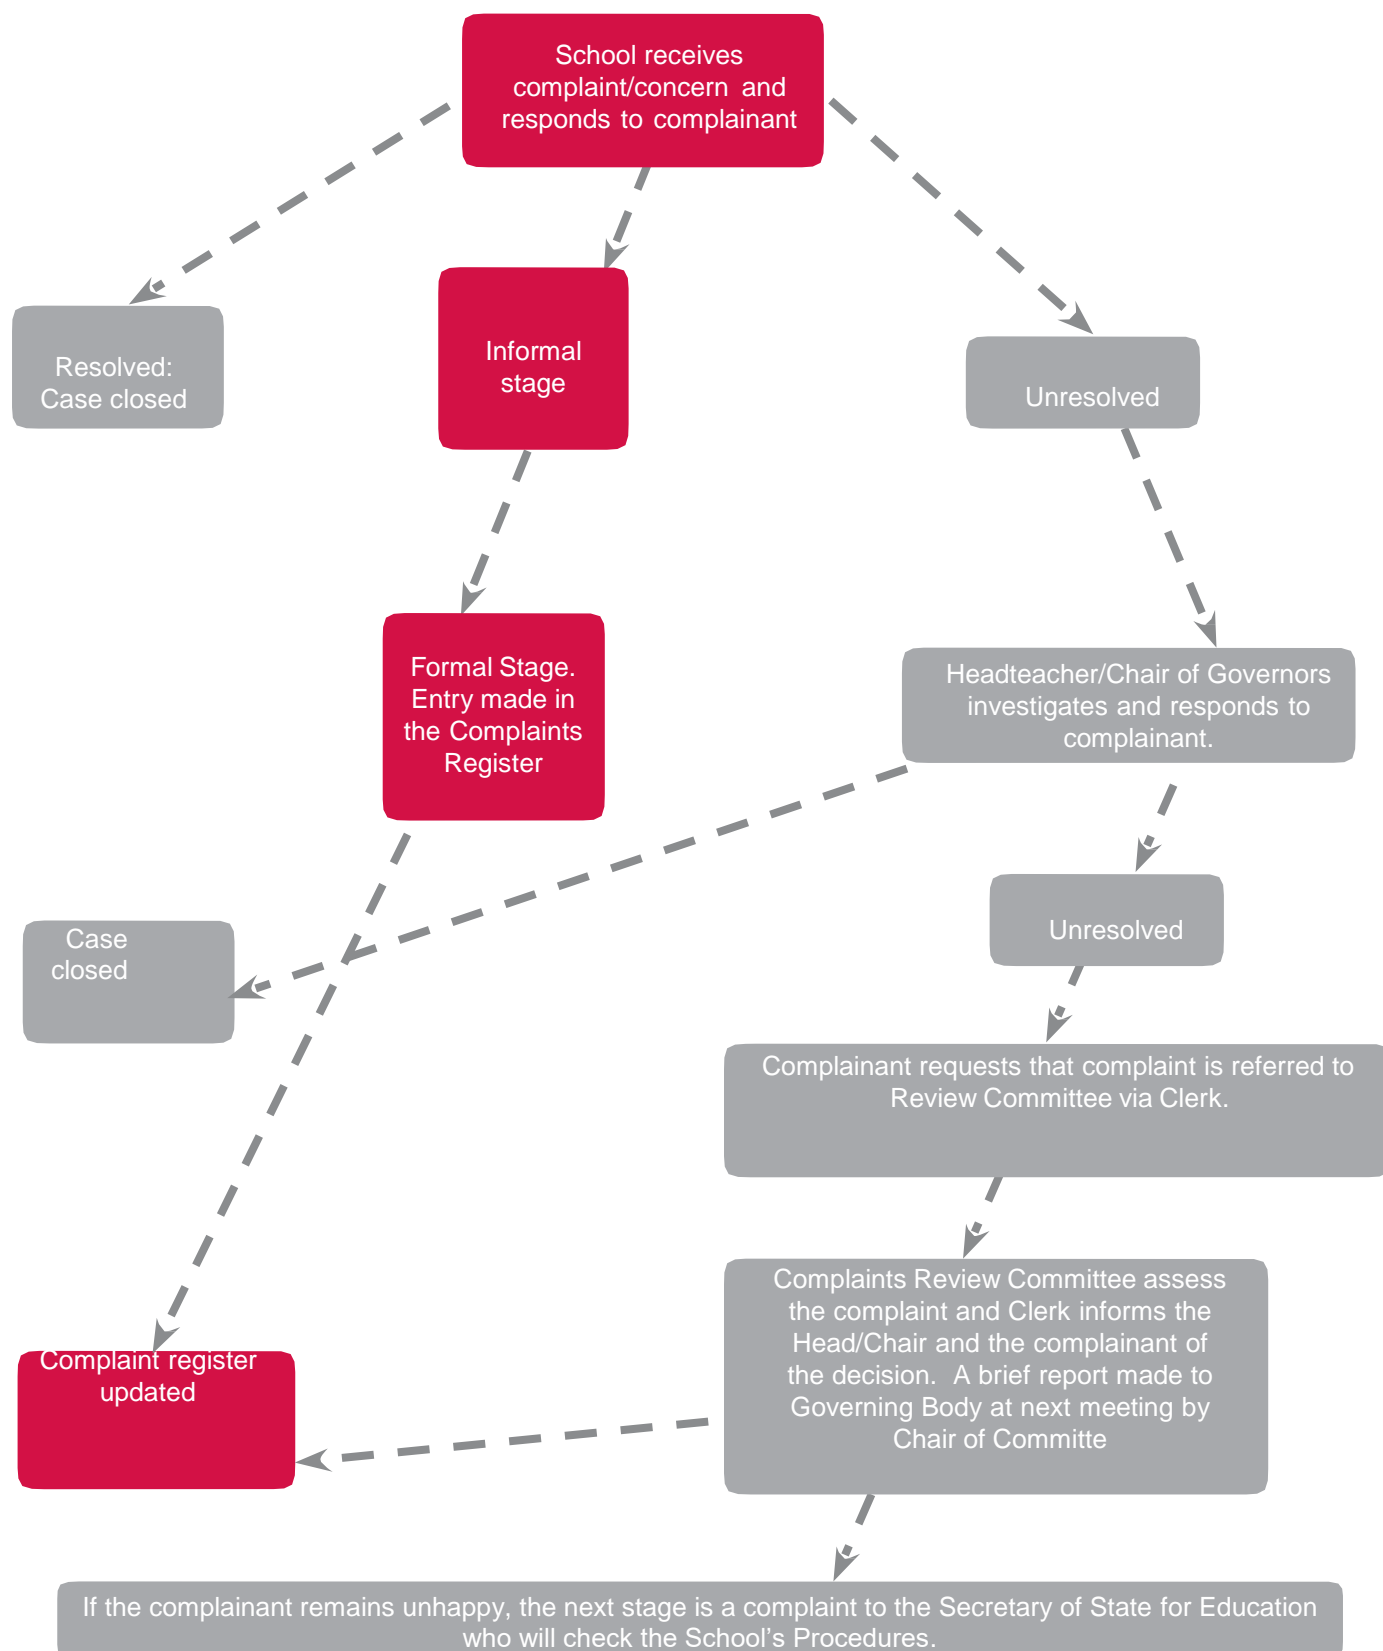 School receives
complaint/concern and
responds to complainant
Resolved:
Case closed
Informal
stage
Unresolved
Formal Stage.
Entry made in
the Complaints
Register
Headteacher/Chair of Governors
investigates and responds to
complainant.
Case
closed
Unresolved
Complainant requests that complaint is referred to
Review Committee via Clerk.
Complaints Review Committee assess
the complaint and Clerk informs the
Head/Chair and the complainant of
the decision. A brief report made to
Governing Body at next meeting by
Chair of Committe
Complaint register
updated
If the complainant remains unhappy, the next stage is a complaint to the Secretary of State for Education
who will check the School's Procedures.